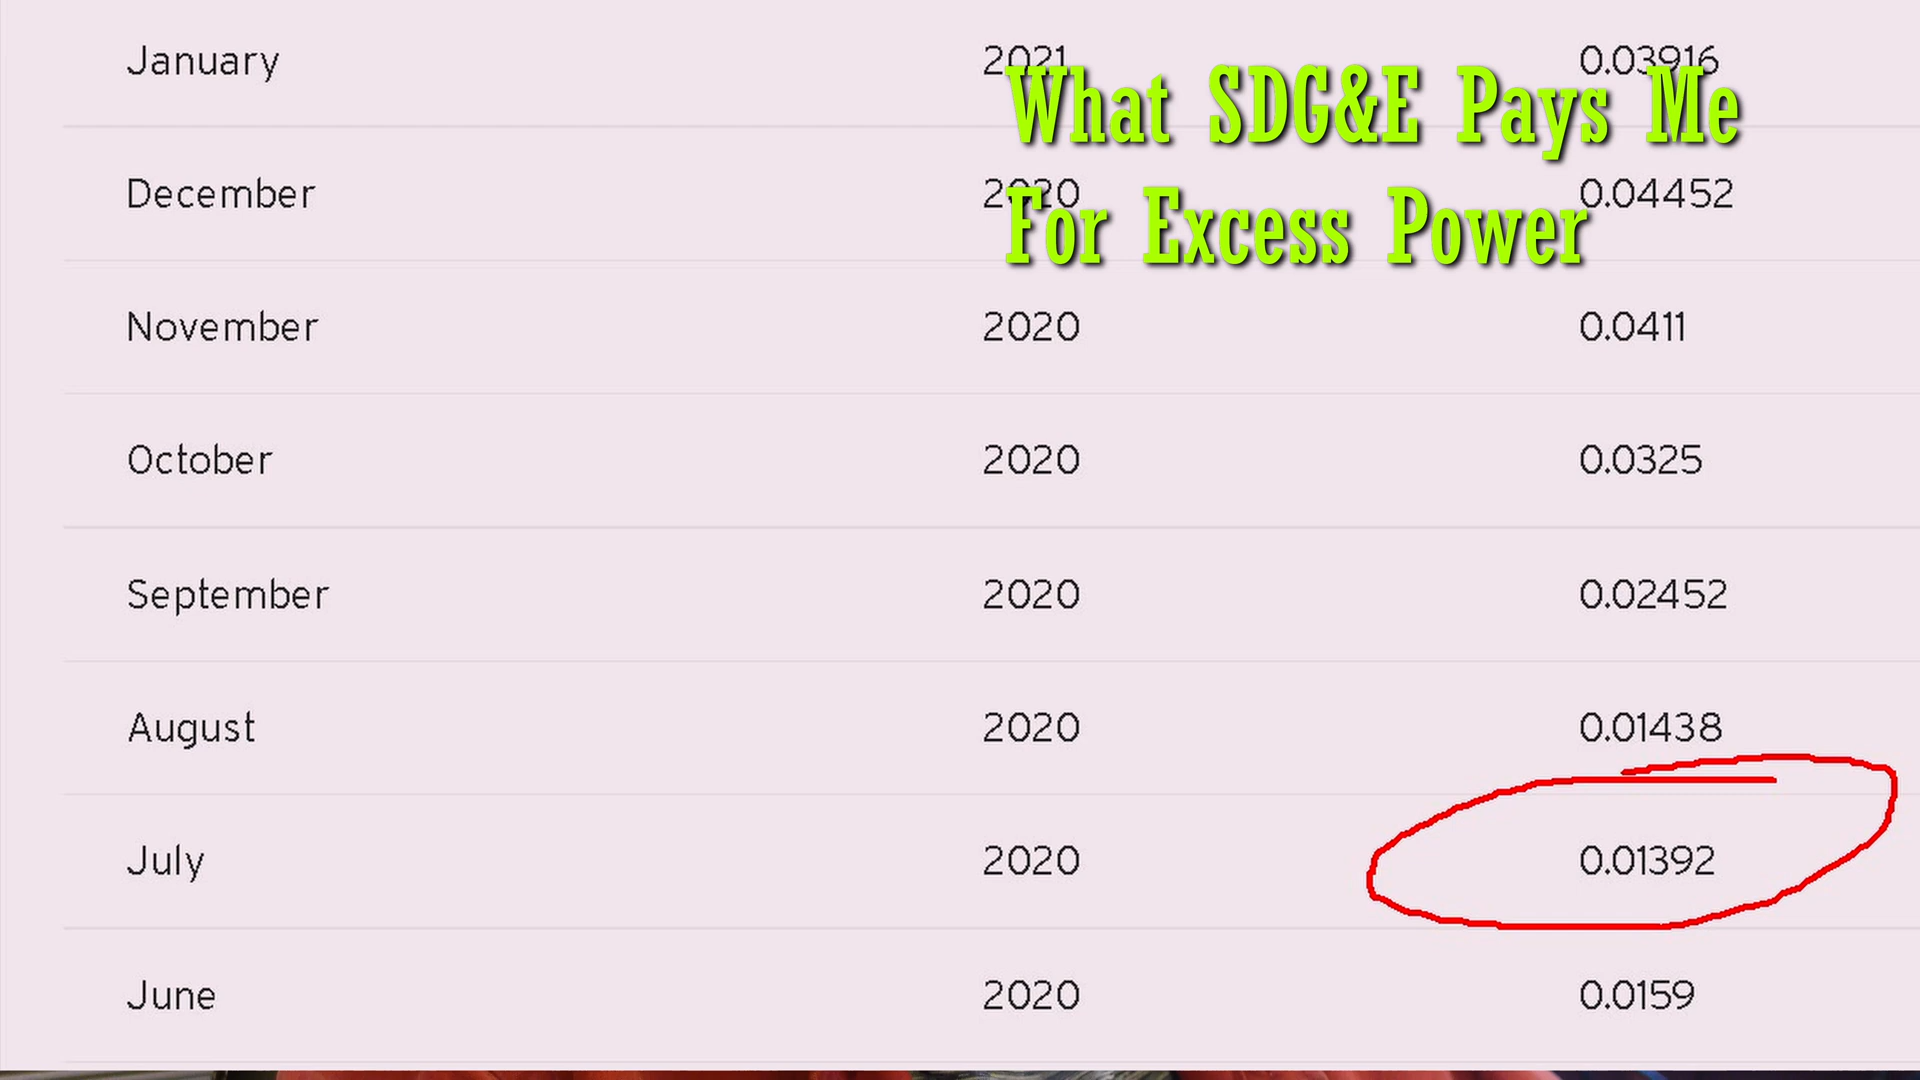 January 2021 0.03916
What SDG&E Pays Me
December 2020 0.04452
For Excess Power
November 2020 0.0411
October 2020 0.0325
September 2020 0.02452
August 2020 0.01438
July 2020 0.01392
June 2020 0.0159